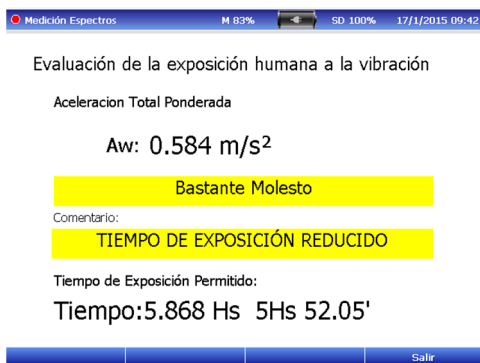 Medición Espectros M 83% SD 100% 17/1/2015 09:42
Evaluación de la exposición humana a la vibración
Aceleracion Total Ponderada
Aw: 0.584 m/s²
Bastante Molesto
Comentario:
TIEMPO DE EXPOSICIÓN REDUCIDO
Tiempo de Exposición Permitido:
Tiempo:5.868 Hs 5Hs 52.05'
Salir